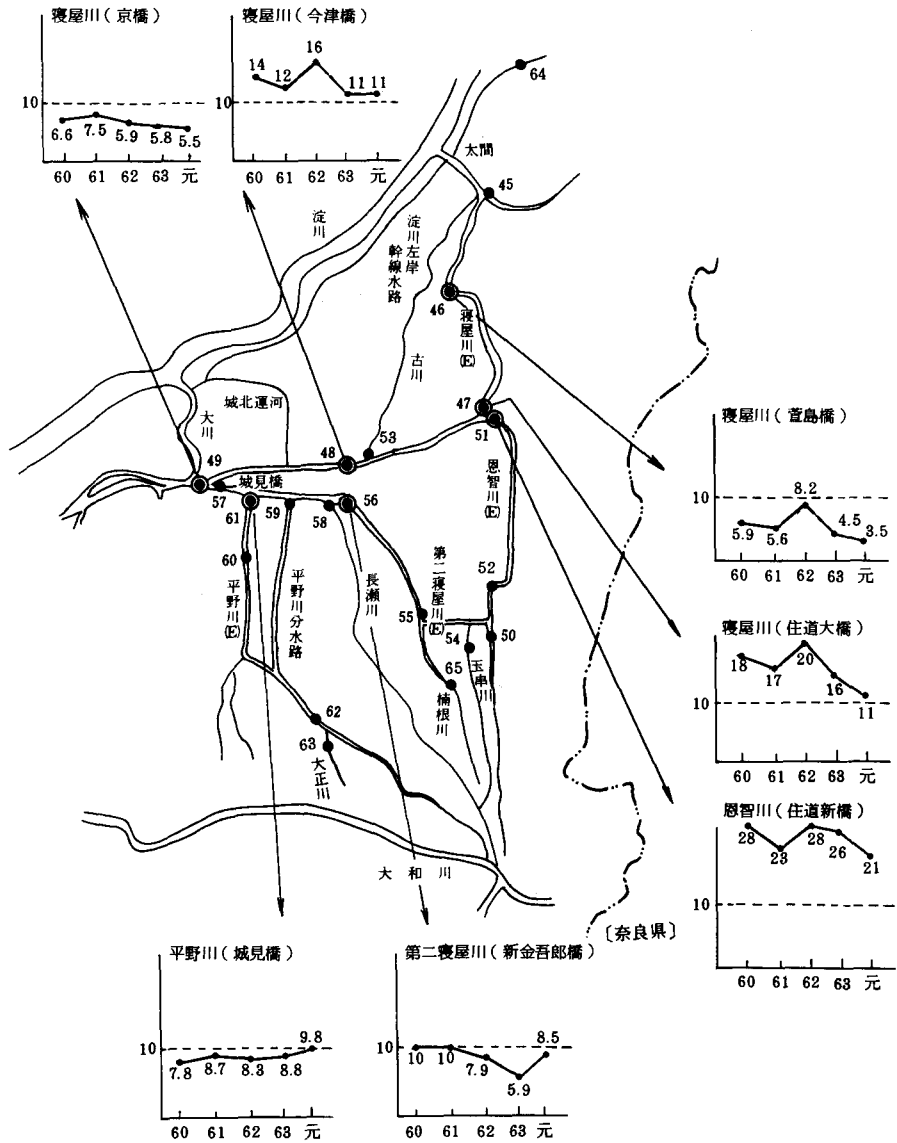 寝屋川(京橋)
10
6.6
7.5
5.9
5.8
5.5
60
61
62
63
元
寝屋川(今津橋)
14
12
16
11
11
10
60
61
62
63
元
64
太間
45
淀川
淀川左岸
幹線水路
46
寝屋川(E)
古川
城北運河
大川
47
51
53
48
49
57
城見橋
61
59
58
56
恩智川(E)
60
52
平野川(E)
平野川分水路
長瀬川
第二寝屋川(E)
55
54
50
65
玉串川
楠根川
62
63
大正川
大和川
〔奈良県〕
寝屋川(萱島橋)
10
5.9
5.6
8.2
4.5
3.5
60
61
62
63
元
寝屋川(住道大橋)
18
17
20
16
11
10
60
61
62
63
元
恩智川(住道新橋)
28
23
28
26
21
10
60
61
62
63
元
平野川(城見橋)
10
7.8
8.7
8.3
8.8
9.8
60
61
62
63
元
第二寝屋川(新金吾郎橋)
10
10
10
7.9
5.9
8.5
60
61
62
63
元